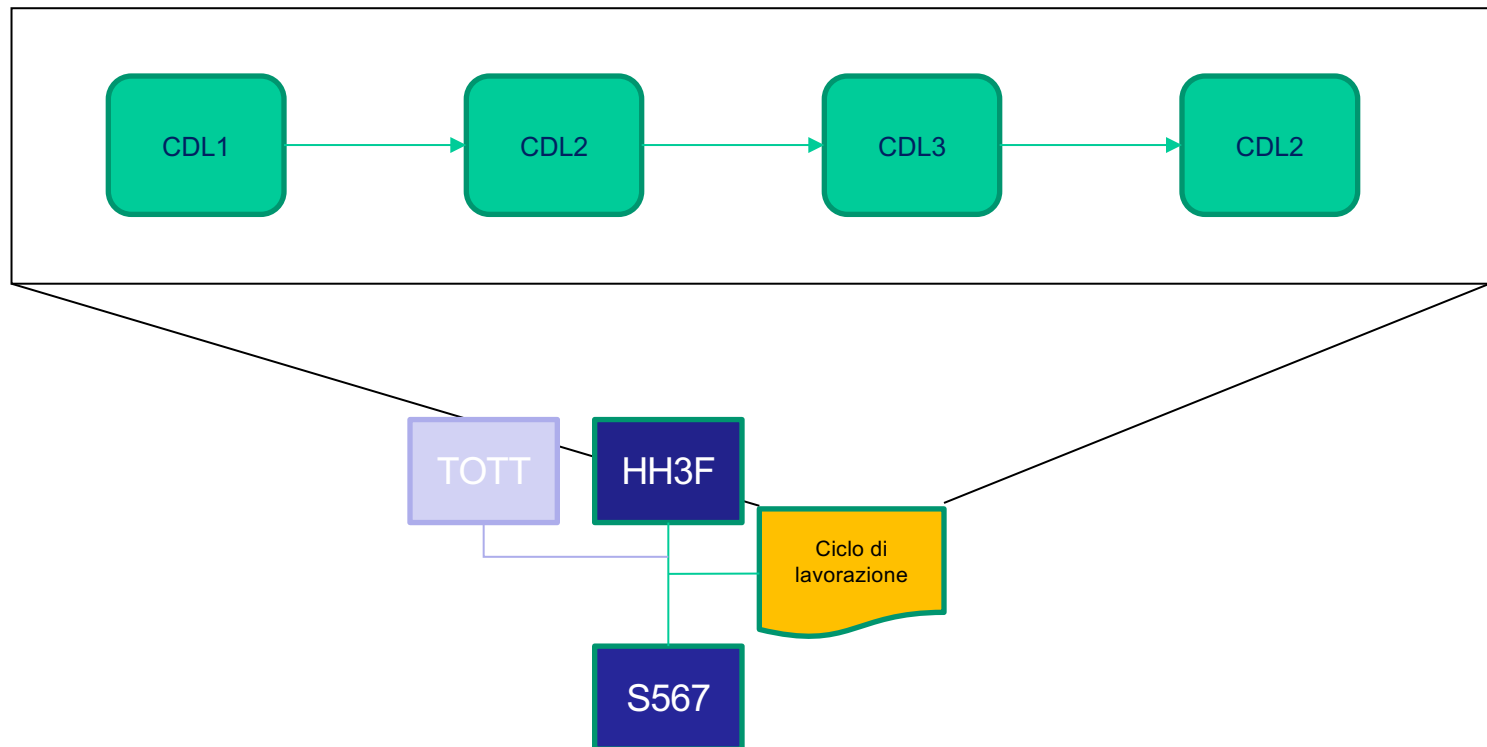 CDL1
CDL2
CDL3
CDL2
TOTT
HH3F
Ciclo di
lavorazione
S567